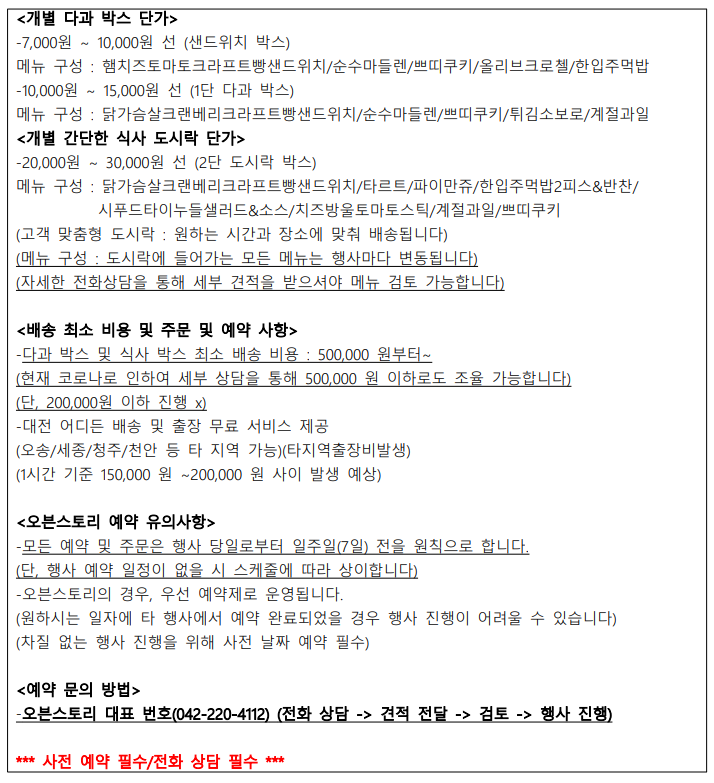 <개별 다과 박스 단가>
-7,000원 ~ 10,000원 선 (샌드위치 박스)
메뉴 구성 : 햄치즈토마토크라프트빵샌드위치/순수마들렌/쁘띠쿠키/올리브크로첼/한입주먹밥
-10,000원 ~ 15,000원 선 (1단 다과 박스)
메뉴 구성 : 닭가슴살크랜베리크라프트빵샌드위치/순수마들렌/쁘띠쿠키/튀김소보로/계절과일
<개별 간단한 식사 도시락 단가>
-20,000원 ~ 30,000원 선 (2단 도시락 박스)
메뉴 구성 : 닭가슴살크랜베리크라프트빵샌드위치/타르트/파이만쥬/한입주먹밥2피스&반찬/
시푸드타이누들샐러드&소스/치즈방울토마토스틱/계절과일/쁘띠쿠키
(고객 맞춤형 도시락 : 원하는 시간과 장소에 맞춰 배송됩니다)
(메뉴 구성 : 도시락에 들어가는 모든 메뉴는 행사마다 변동됩니다)
(자세한 전화상담을 통해 세부 견적을 받으셔야 메뉴 검토 가능합니다)
<배송 최소 비용 및 주문 및 예약 사항>
-다과 박스 및 식사 박스 최소 배송 비용 : 500,000 원부터~
(현재 코로나로 인하여 세부 상담을 통해 500,000 원 이하로도 조율 가능합니다)
(단, 200,000원 이하 진행 x)
-대전 어디든 배송 및 출장 무료 서비스 제공
(오송/세종/청주/천안 등 타 지역 가능)(타지역출장비발생)
(1시간 기준 150,000 원 ~200,000 원 사이 발생 예상)
<오븐스토리 예약 유의사항>
-모든 예약 및 주문은 행사 당일로부터 일주일(7일) 전을 원칙으로 합니다.
(단, 행사 예약 일정이 없을 시 스케줄에 따라 상이합니다)
-오븐스토리의 경우, 우선 예약제로 운영됩니다.
(원하시는 일자에 타 행사에서 예약 완료되었을 경우 행사 진행이 어려울 수 있습니다)
(차질 없는 행사 진행을 위해 사전 날짜 예약 필수)
<예약 문의 방법>
-오븐스토리 대표 번호(042-220-4112) (전화 상담 -> 견적 전달 -> 검토 -> 행사 진행)
*** 사전 예약 필수/전화 상담 필수 ***